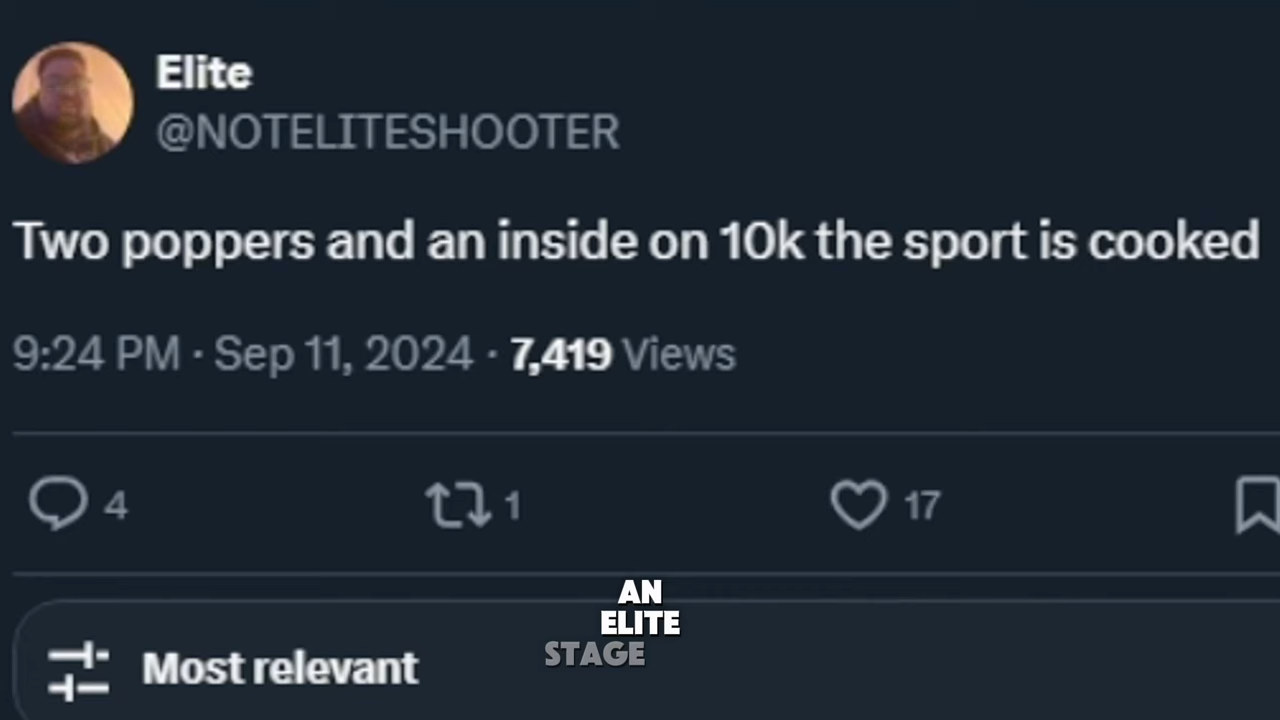 Elite
@NOTELITESHOOTER
Two poppers and an inside on 10k the sport is cooked
9:24 PM · Sep 11, 2024 · 7,419 Views
4 1 17
AN
ELITE
STAGE
Most relevant